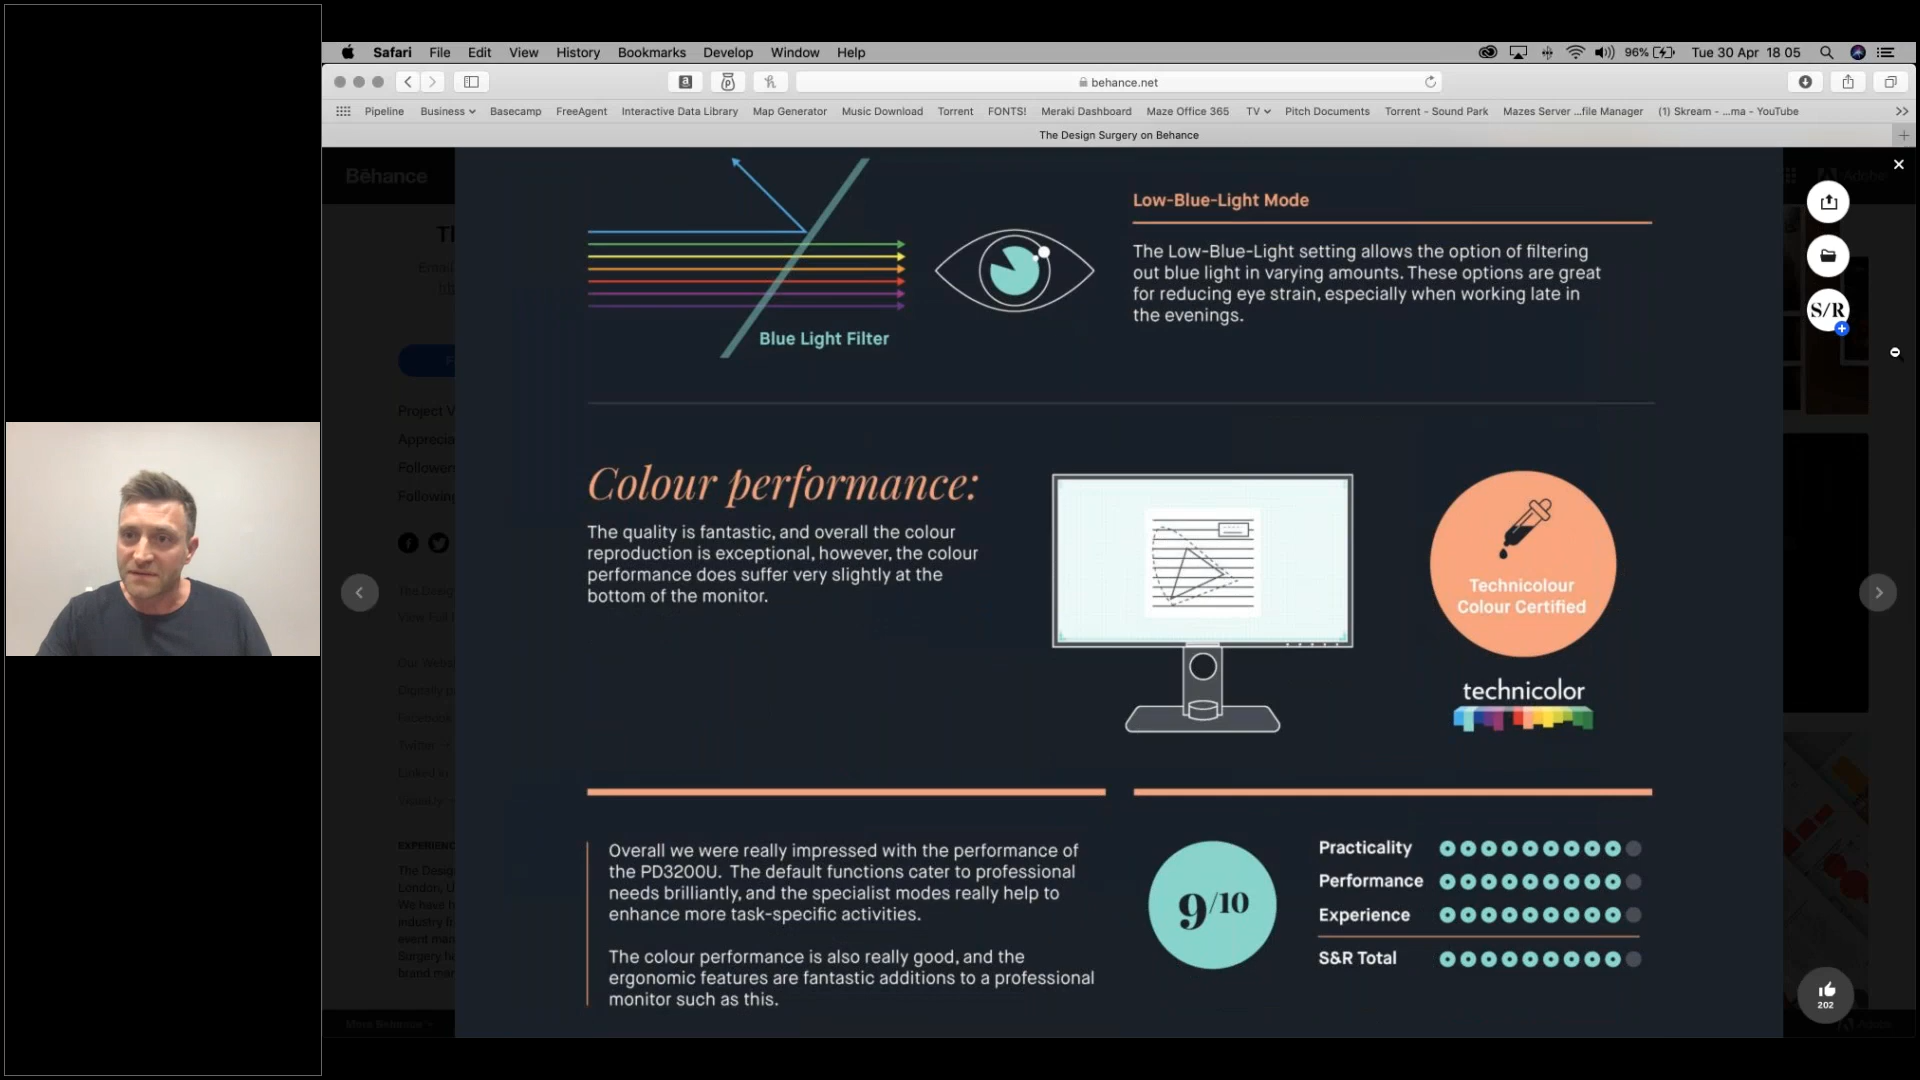 Safari File Edit View History Bookmarks Develop Window Help
96% Tue 30 Apr 18 05
behance.net
Pipeline Business Basecamp FreeAgent Interactive Data Library Map Generator Music Download Torrent FONTS! Meraki Dashboard Maze Office 365 TV Pitch Documents Torrent - Sound Park Mazes Server ...file Manager (1) Skream - ...ma - YouTube
The Design Surgery on Behance
Bēhance
Adobe
Low-Blue-Light Mode
The Low-Blue-Light setting allows the option of filtering
out blue light in varying amounts. These options are great
for reducing eye strain, especially when working late in
the evenings.
Blue Light Filter
S/R
Project V
Apprecia
Follower
Following
Colour performance:
The quality is fantastic, and overall the colour
reproduction is exceptional, however, the colour
performance does suffer very slightly at the
bottom of the monitor.
Technicolour
Colour Certified
technicolor
Overall we were really impressed with the performance of
the PD3200U. The default functions cater to professional
needs brilliantly, and the specialist modes really help to
enhance more task-specific activities.
The colour performance is also really good, and the
ergonomic features are fantastic additions to a professional
monitor such as this.
9/10
Practicality
Performance
Experience
S&R Total
202